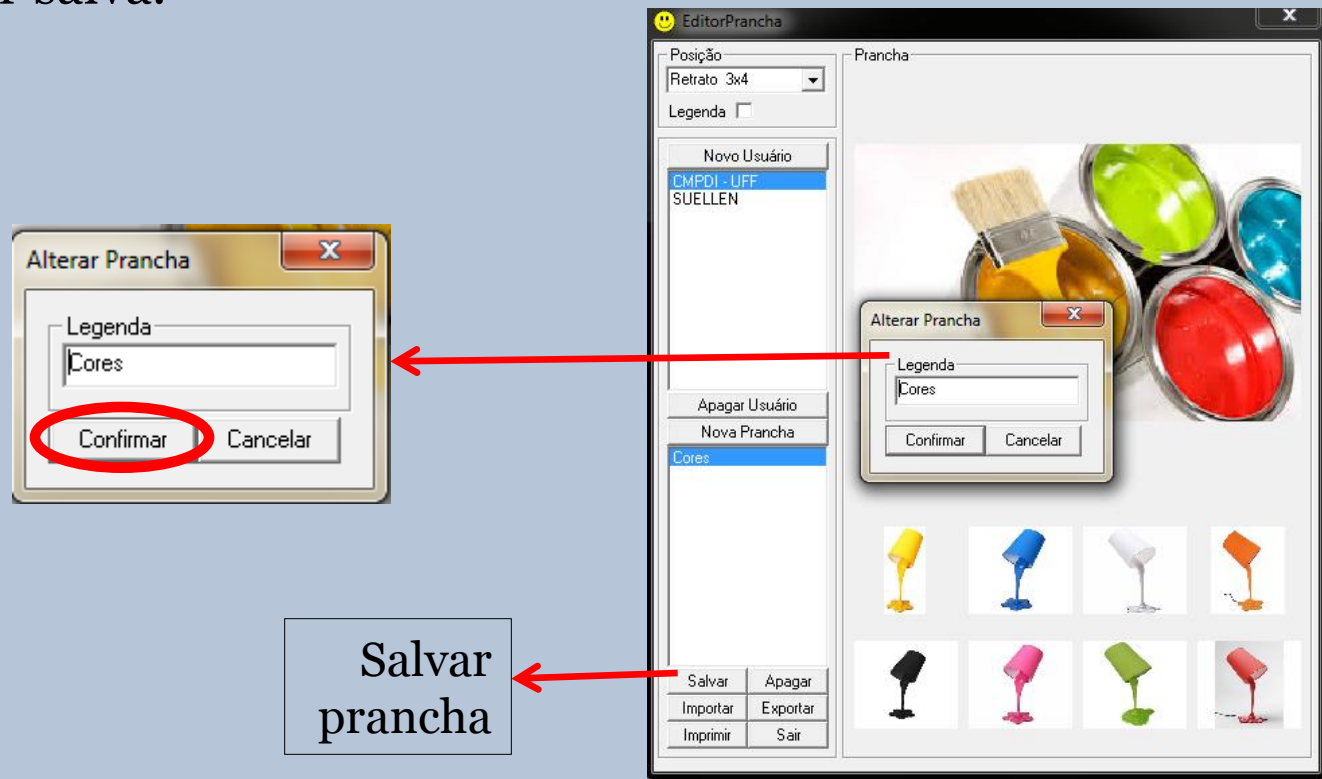 salva.
EditorPrancha
Posição
Retrato 3x4
Legenda
Novo Usuário
CMPDI - UFF
SUELLEN
Apagar Usuário
Nova Prancha
Cores
Salvar Apagar
Importar Exportar
Imprimir Sair
Prancha
Alterar Prancha
Legenda
Cores
Confirmar Cancelar
Alterar Prancha
Legenda
Cores
Confirmar Cancelar
Salvar
prancha